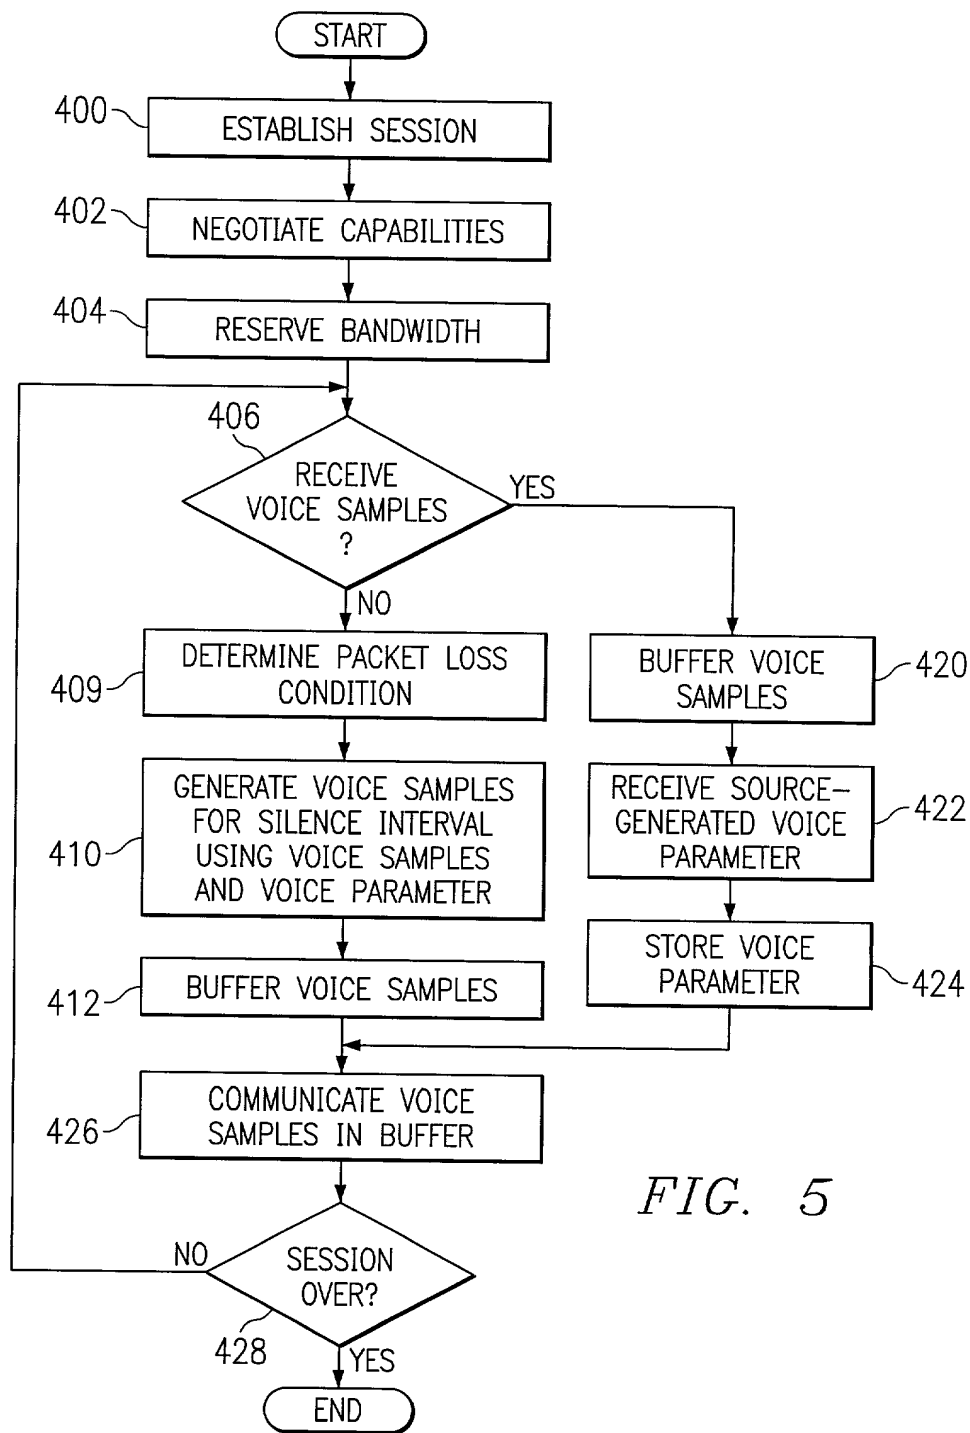 START
400
ESTABLISH SESSION
402
NEGOTIATE CAPABILITIES
404
RESERVE BANDWIDTH
406
RECEIVE
VOICE SAMPLES
?
YES
NO
409
DETERMINE PACKET LOSS
CONDITION
BUFFER VOICE
SAMPLES
420
410
GENERATE VOICE SAMPLES
FOR SILENCE INTERVAL
USING VOICE SAMPLES
AND VOICE PARAMETER
RECEIVE SOURCE-
GENERATED VOICE
PARAMETER
422
412
BUFFER VOICE SAMPLES
STORE VOICE
PARAMETER
424
426
COMMUNICATE VOICE
SAMPLES IN BUFFER
FIG. 5
NO
SESSION
OVER?
428
YES
END